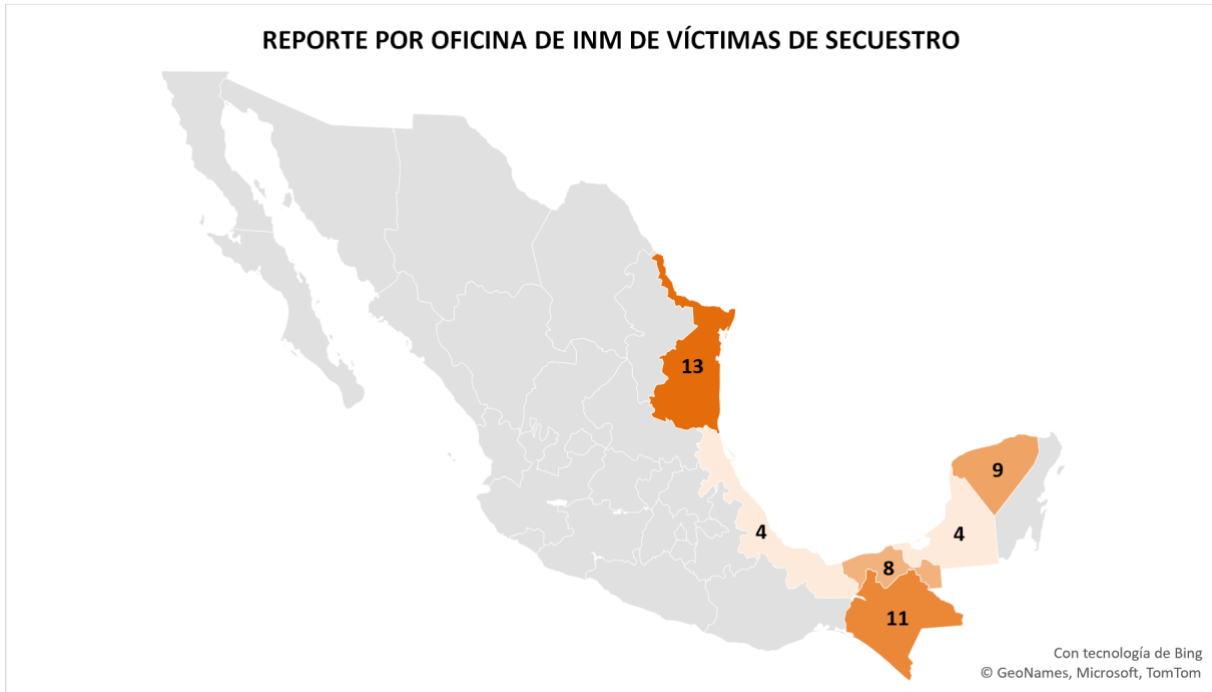 REPORTE POR OFICINA DE INM DE VÍCTIMAS DE SECUESTRO
13
9
4
4
8
11
Con tecnología de Bing
© GeoNames, Microsoft, TomTom